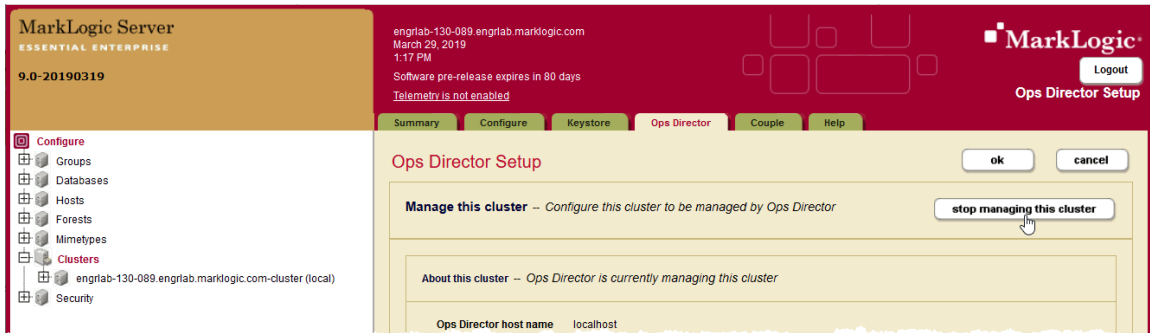 MarkLogic Server
ESSENTIAL ENTERPRISE
9.0-20190319
engrlab-130-089.engrlab.marklogic.com
March 29, 2019
1:17 PM
Software pre-release expires in 80 days
Telemetry is not enabled
MarkLogic
Logout
Ops Director Setup
Summary Configure Keystore Ops Director Couple Help
Configure
Groups
Databases
Hosts
Forests
Mimetypes
Clusters
engrlab-130-089.engrlab.marklogic.com-cluster (local)
Security
Ops Director Setup
ok cancel
Manage this cluster -- Configure this cluster to be managed by Ops Director
stop managing this cluster
About this cluster -- Ops Director is currently managing this cluster
Ops Director host name localhost